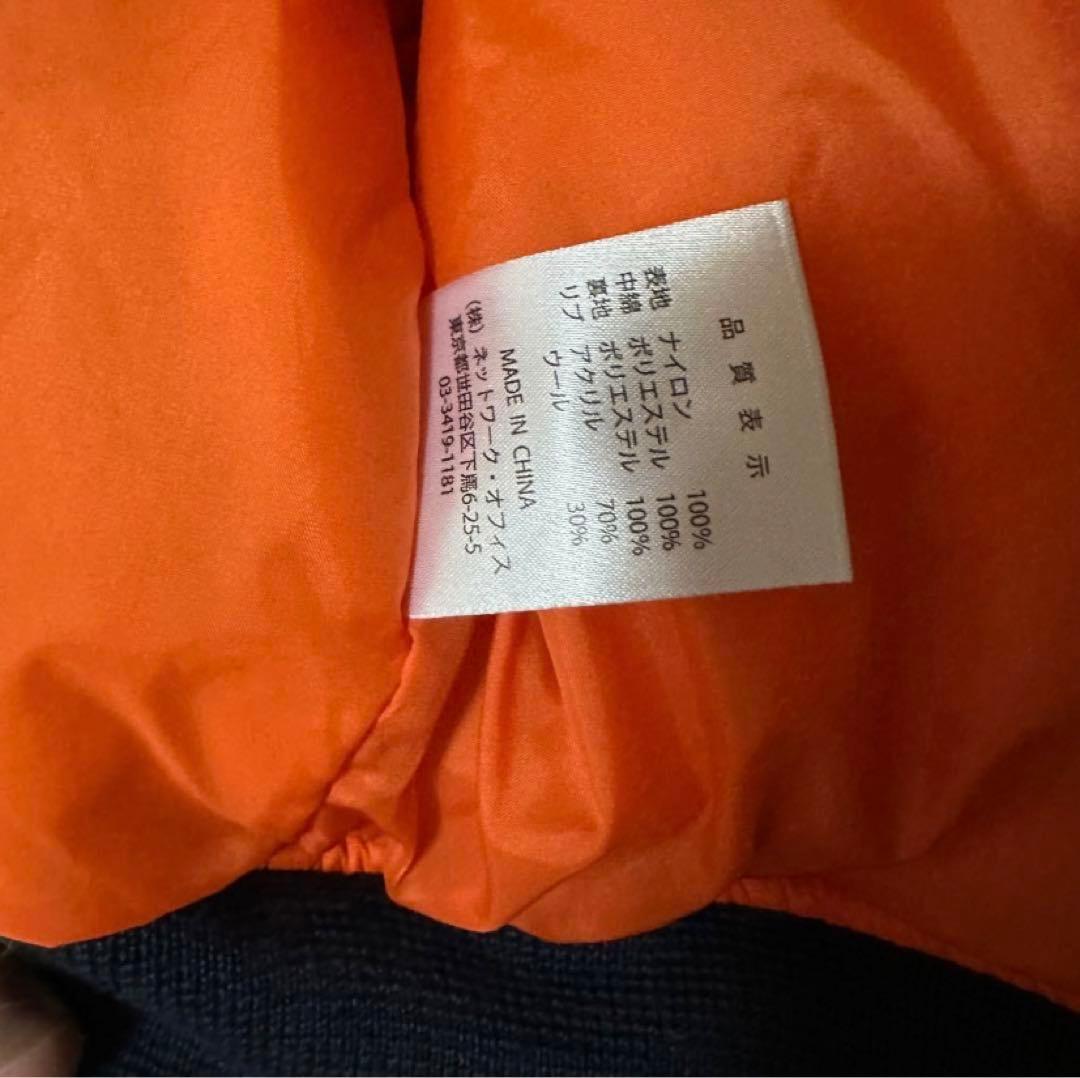 品質表示
表地 ナイロン 100%
中綿 ポリエステル 100%
裏地 ポリエステル 100%
リブ アクリル 70%
ウール 30%
MADE IN CHINA
(株) ネットワーク・オフィス
東京都世田谷区下馬6-25-5
03-3419-1181